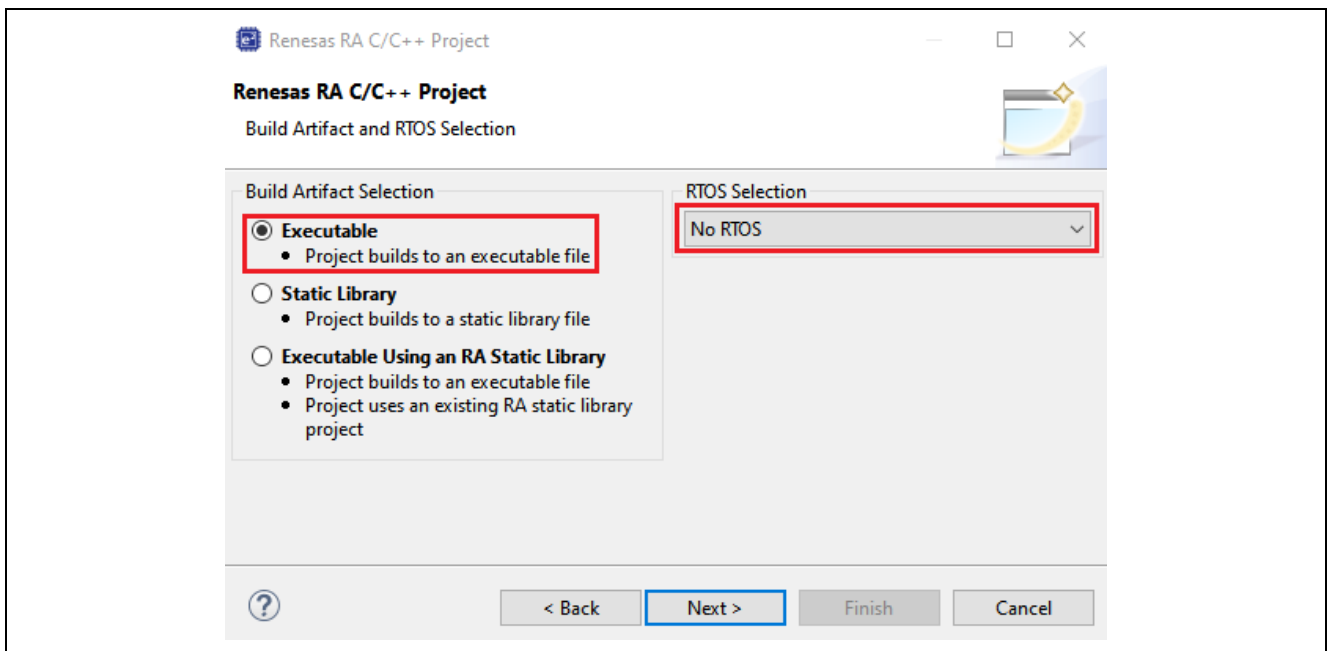 Renesas RA C/C++ Project
Renesas RA C/C++ Project
Build Artifact and RTOS Selection
Build Artifact Selection
Executable
• Project builds to an executable file
Static Library
• Project builds to a static library file
Executable Using an RA Static Library
• Project builds to an executable file
• Project uses an existing RA static library
project
RTOS Selection
No RTOS
?
< Back
Next >
Finish
Cancel